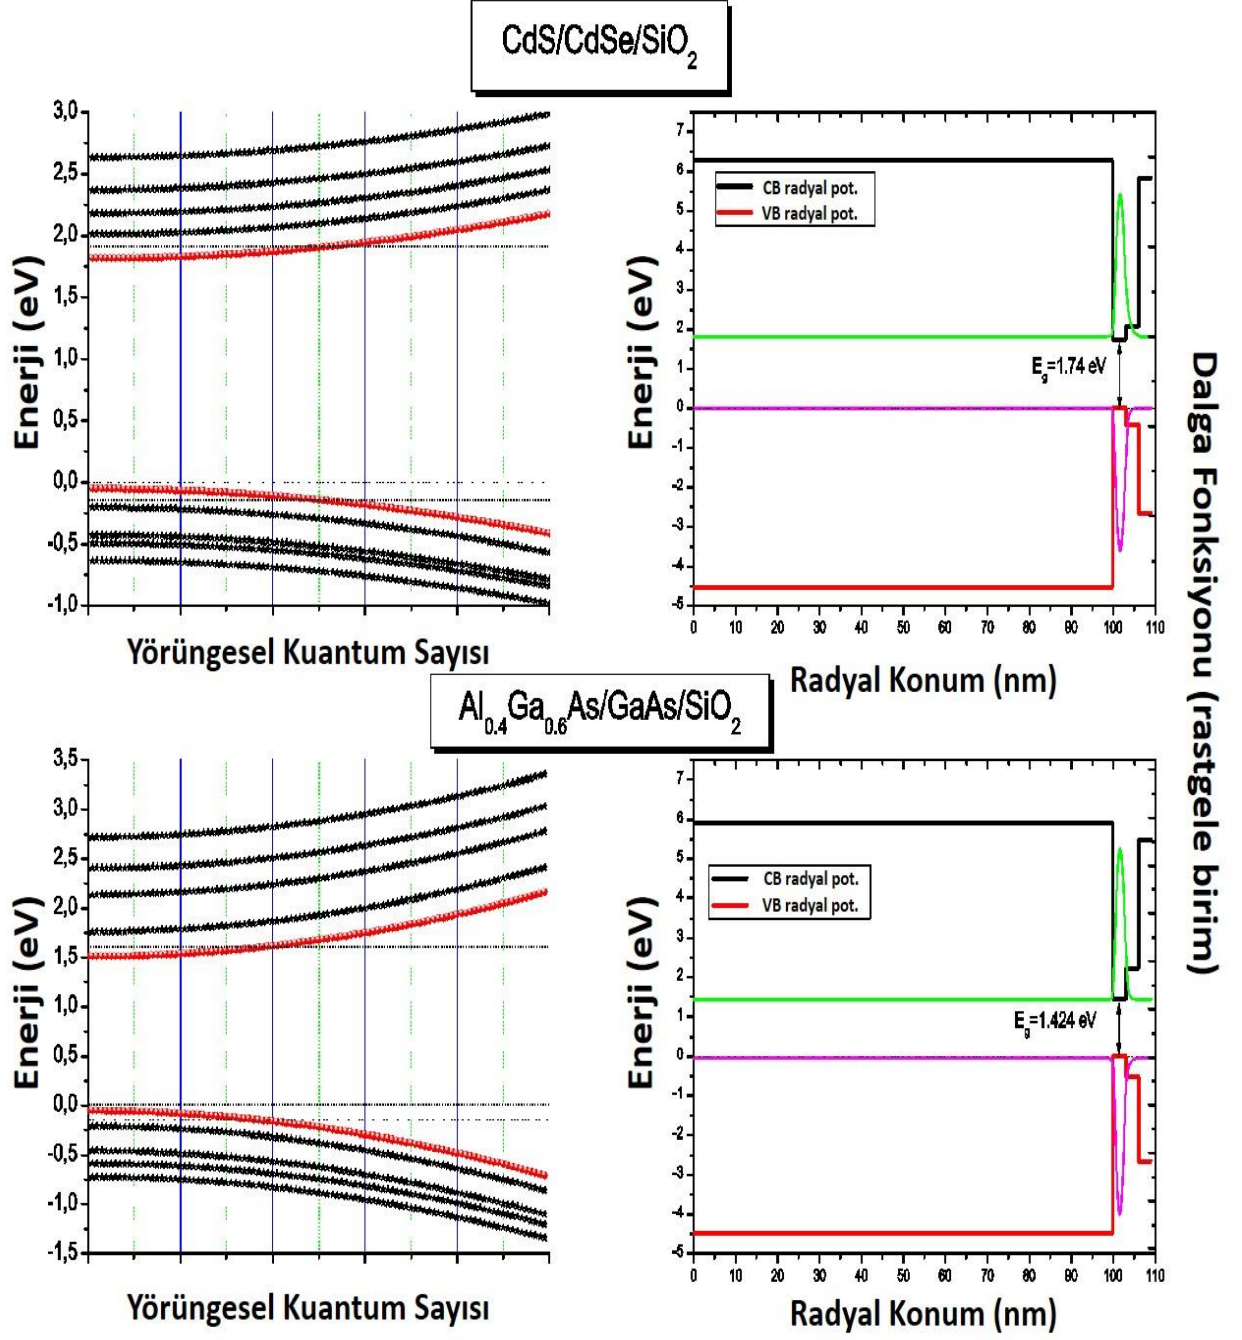 CdS/CdSe/SiO₂
3,0
2,5
2,0
1,5
1,0
0,5
0,0
-0,5
-1,0
Enerji (eV)
Yörüngesel Kuantum Sayısı
7
6
5
4
3
2
1
0
-1
-2
-3
-4
-5
Enerji (eV)
CB radyal pot.
VB radyal pot.
E_g=1.74 eV
0 10 20 30 40 50 60 70 80 90 100 110
Radyal Konum (nm)
Dalga Fonksiyonu (rastgele birim)
Al₀.₄Ga₀.₆As/GaAs/SiO₂
3,5
3,0
2,5
2,0
1,5
1,0
0,5
0,0
-0,5
-1,0
-1,5
Enerji (eV)
Yörüngesel Kuantum Sayısı
7
6
5
4
3
2
1
0
-1
-2
-3
-4
-5
Enerji (eV)
CB radyal pot.
VB radyal pot.
E_g=1.424 eV
0 10 20 30 40 50 60 70 80 90 100 110
Radyal Konum (nm)